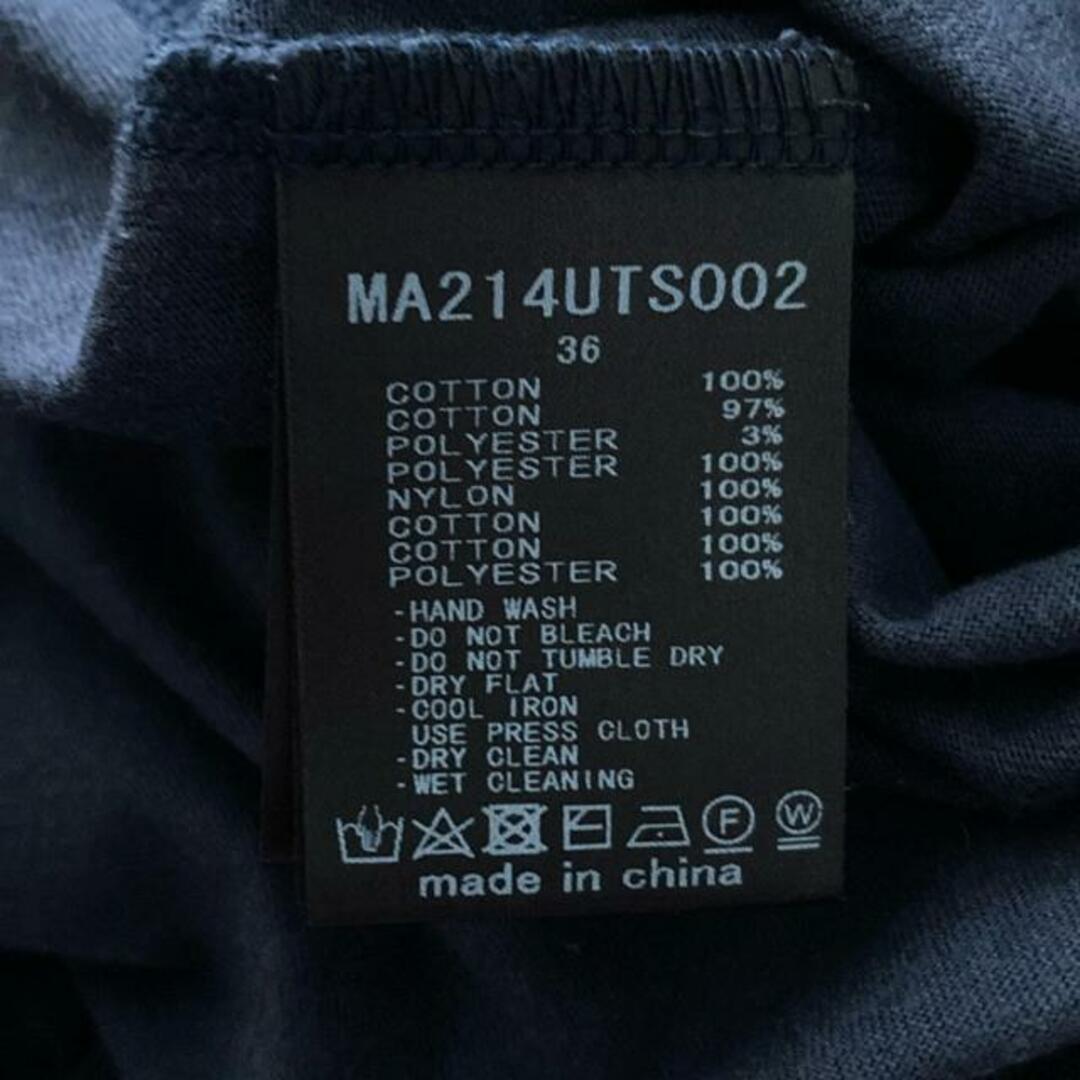 MA214UTS002
36
COTTON 100%
COTTON 97%
POLYESTER 3%
POLYESTER 100%
NYLON 100%
COTTON 100%
COTTON 100%
POLYESTER 100%
-HAND WASH
-DO NOT BLEACH
-DO NOT TUMBLE DRY
-DRY FLAT
-COOL IRON
USE PRESS CLOTH
-DRY CLEAN
-WET CLEANING
F W
made in china